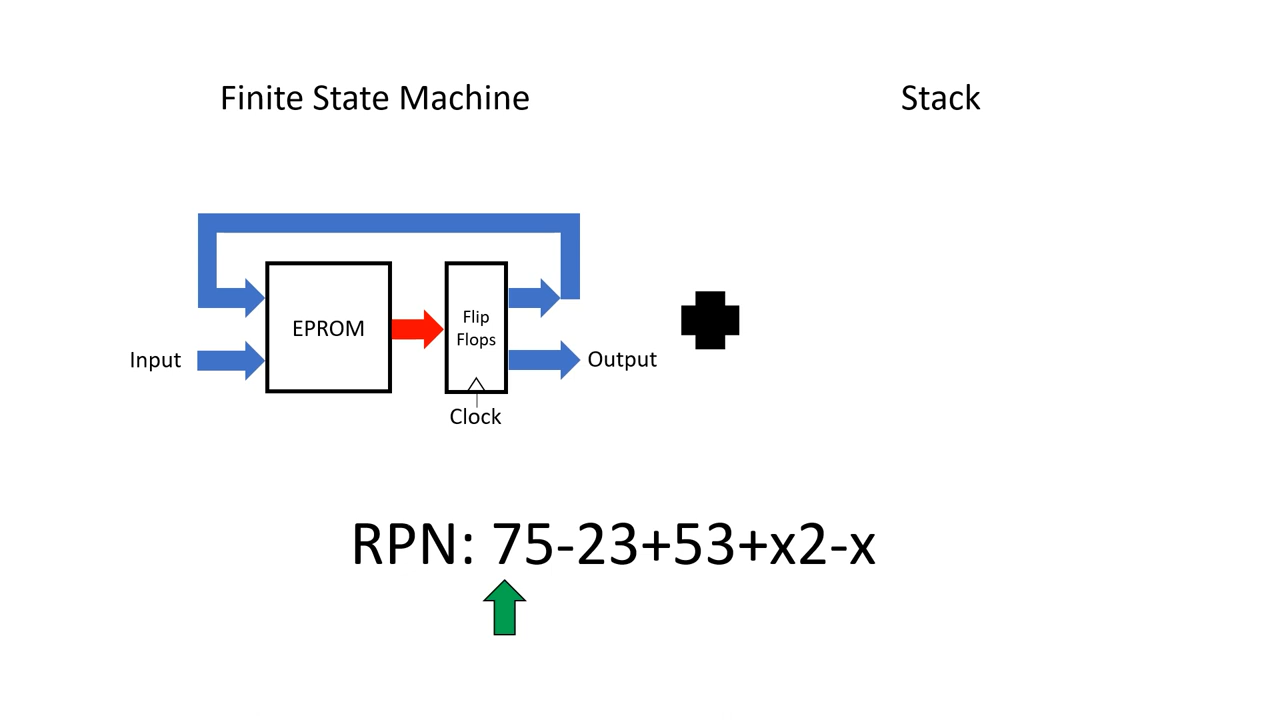 Finite State Machine
Stack
EPROM
Flip
Flops
Input
Output
Clock
RPN: 75-23+53+x2-x